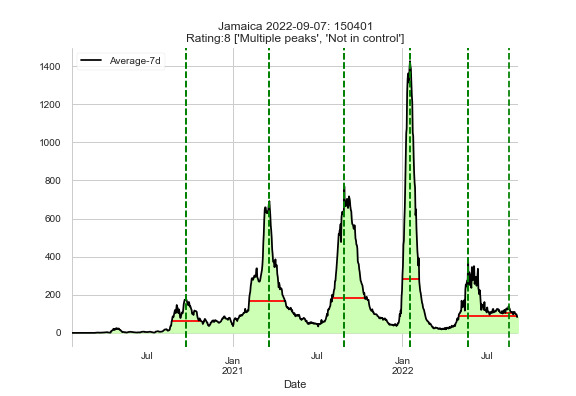 Jamaica 2022-09-07: 150401
Rating:8 ['Multiple peaks', 'Not in control']
Average-7d
1400
1200
1000
800
600
400
200
0
Jul
Jan
2021
Jul
Jan
2022
Jul
Date